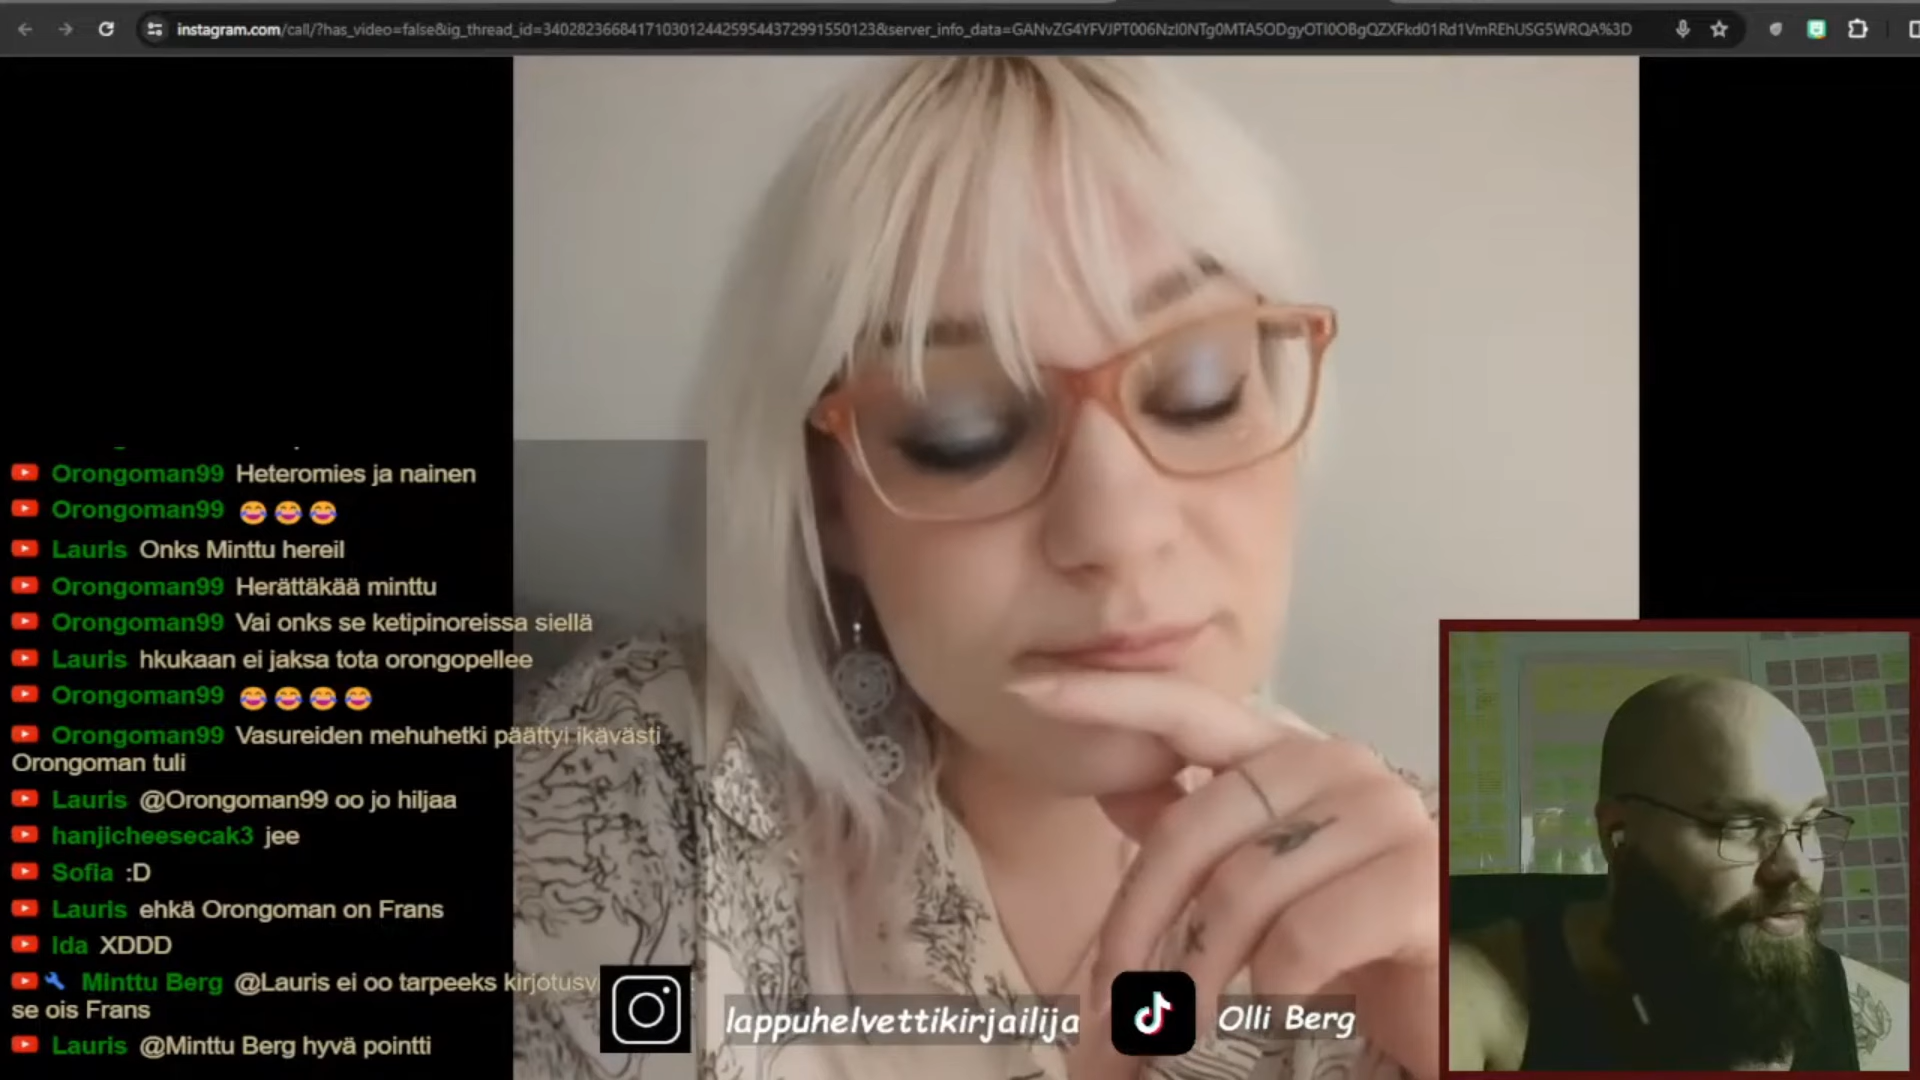 instagram.com/call/?has_video=false&ig_thread_id=340282366841710301244259544372991550123&server_info_data=GANvZG4YFVJPT006NzI0NTg0MTA5ODgyOTI0OBgQZXFkd01Rd1VmREhUSG5WRQA%3D
Orongoman99 Heteromies ja nainen
Orongoman99 😂😂😂
Lauris Onks Minttu hereil
Orongoman99 Herättäkää minttu
Orongoman99 Vai onks se ketipinoreissa siellä
Lauris hkukaan ei jaksa tota orongopellee
Orongoman99 😂😂😂😂
Orongoman99 Vasureiden mehuhetki päättyi ikävästi
Orongoman tuli
Lauris @Orongoman99 oo jo hiljaa
hanjicheesecak3 jee
Sofia :D
Lauris ehkä Orongoman on Frans
Ida XDDD
Minttu Berg @Lauris ei oo tarpeeks
se ois Frans
Lauris @Minttu Berg hyvä pointti
lappuhelvettikirjailija
Olli Berg